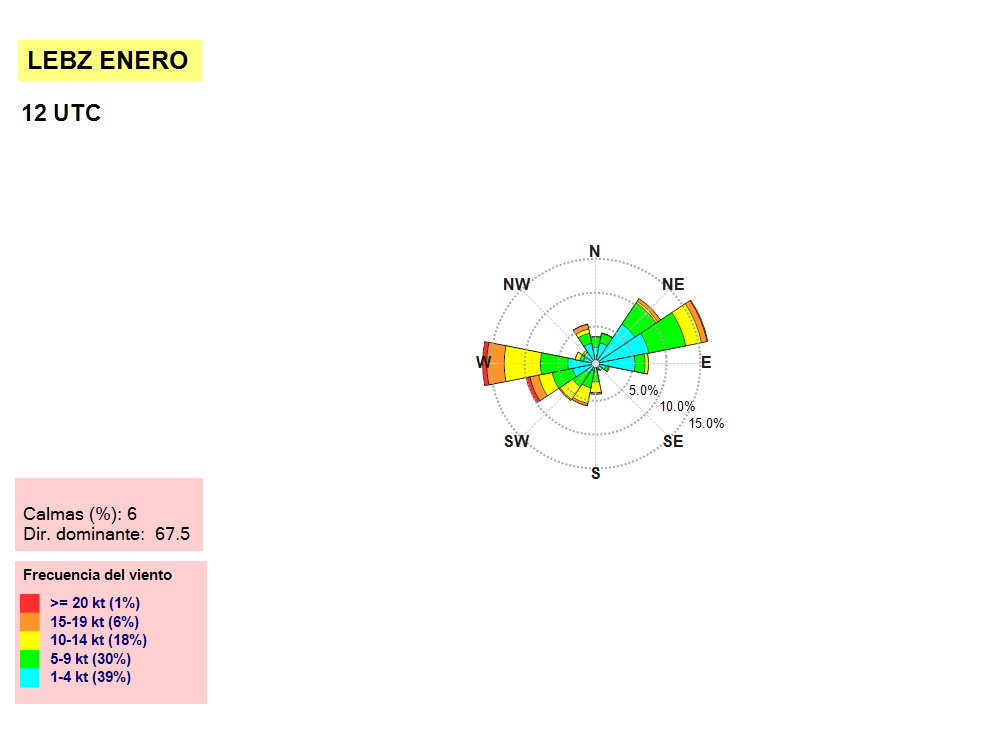 LEBZ ENERO
12 UTC
N
NW
NE
W
E
5.0%
10.0%
15.0%
SW
SE
S
Calmas (%): 6
Dir. dominante:  67.5
Frecuencia del viento
>= 20 kt (1%)
15-19 kt (6%)
10-14 kt (18%)
5-9 kt (30%)
1-4 kt (39%)